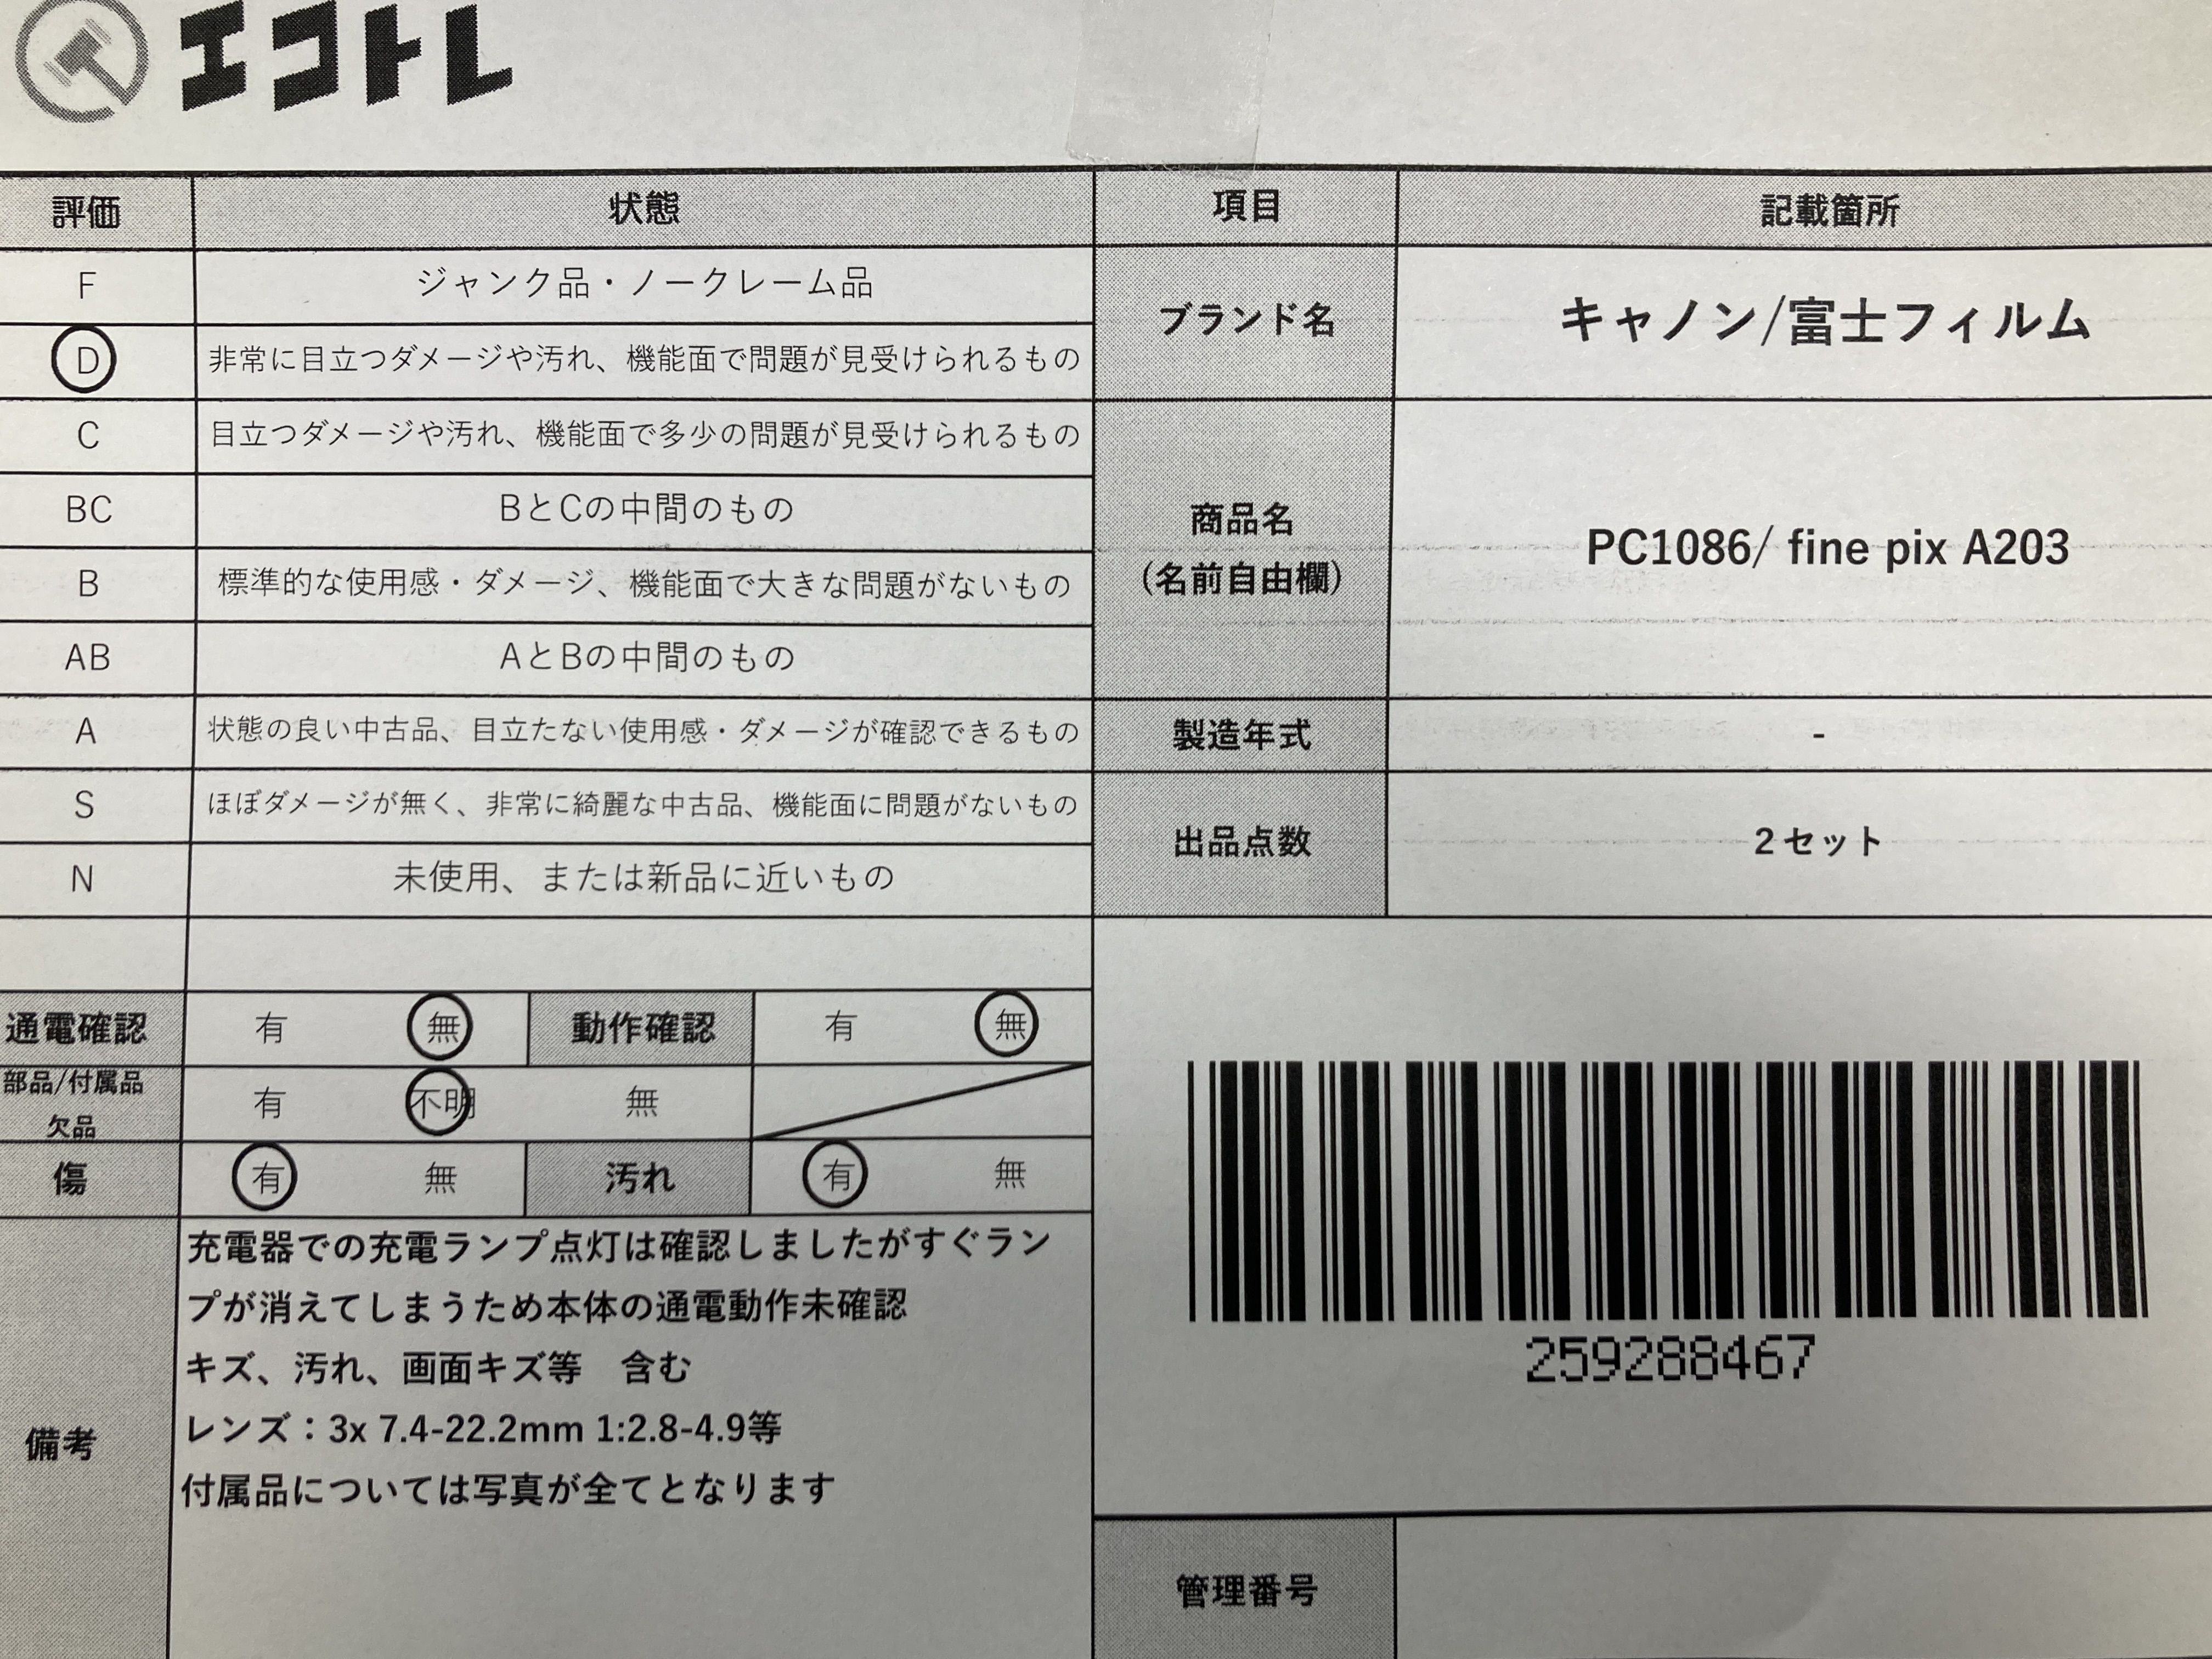 エコトレ
評価 状態 項目 記載箇所
F ジャンク品・ノークレーム品
D 非常に目立つダメージや汚れ、機能面で問題が見受けられるもの
C 目立つダメージや汚れ、機能面で多少の問題が見受けられるもの
BC BとCの中間のもの
B 標準的な使用感・ダメージ、機能面で大きな問題がないもの
AB AとBの中間のもの
A 状態の良い中古品、目立たない使用感・ダメージが確認できるもの
S ほぼダメージが無く、非常に綺麗な中古品、機能面に問題がないもの
N 未使用、または新品に近いもの
ブランド名 キャノン/富士フィルム
商品名
（名前自由欄）
PC1086/ fine pix A203
製造年式 -
出品点数 2セット
通電確認 有 無 動作確認 有 無
部品/付属品
欠品
有 不明 無
傷 有 無 汚れ 有 無
備考
充電器での充電ランプ点灯は確認しましたがすぐラン
プが消えてしまうため本体の通電動作未確認
キズ、汚れ、画面キズ等　含む
レンズ：3x 7.4-22.2mm 1:2.8-4.9等
付属品については写真が全てとなります
259288467
管理番号